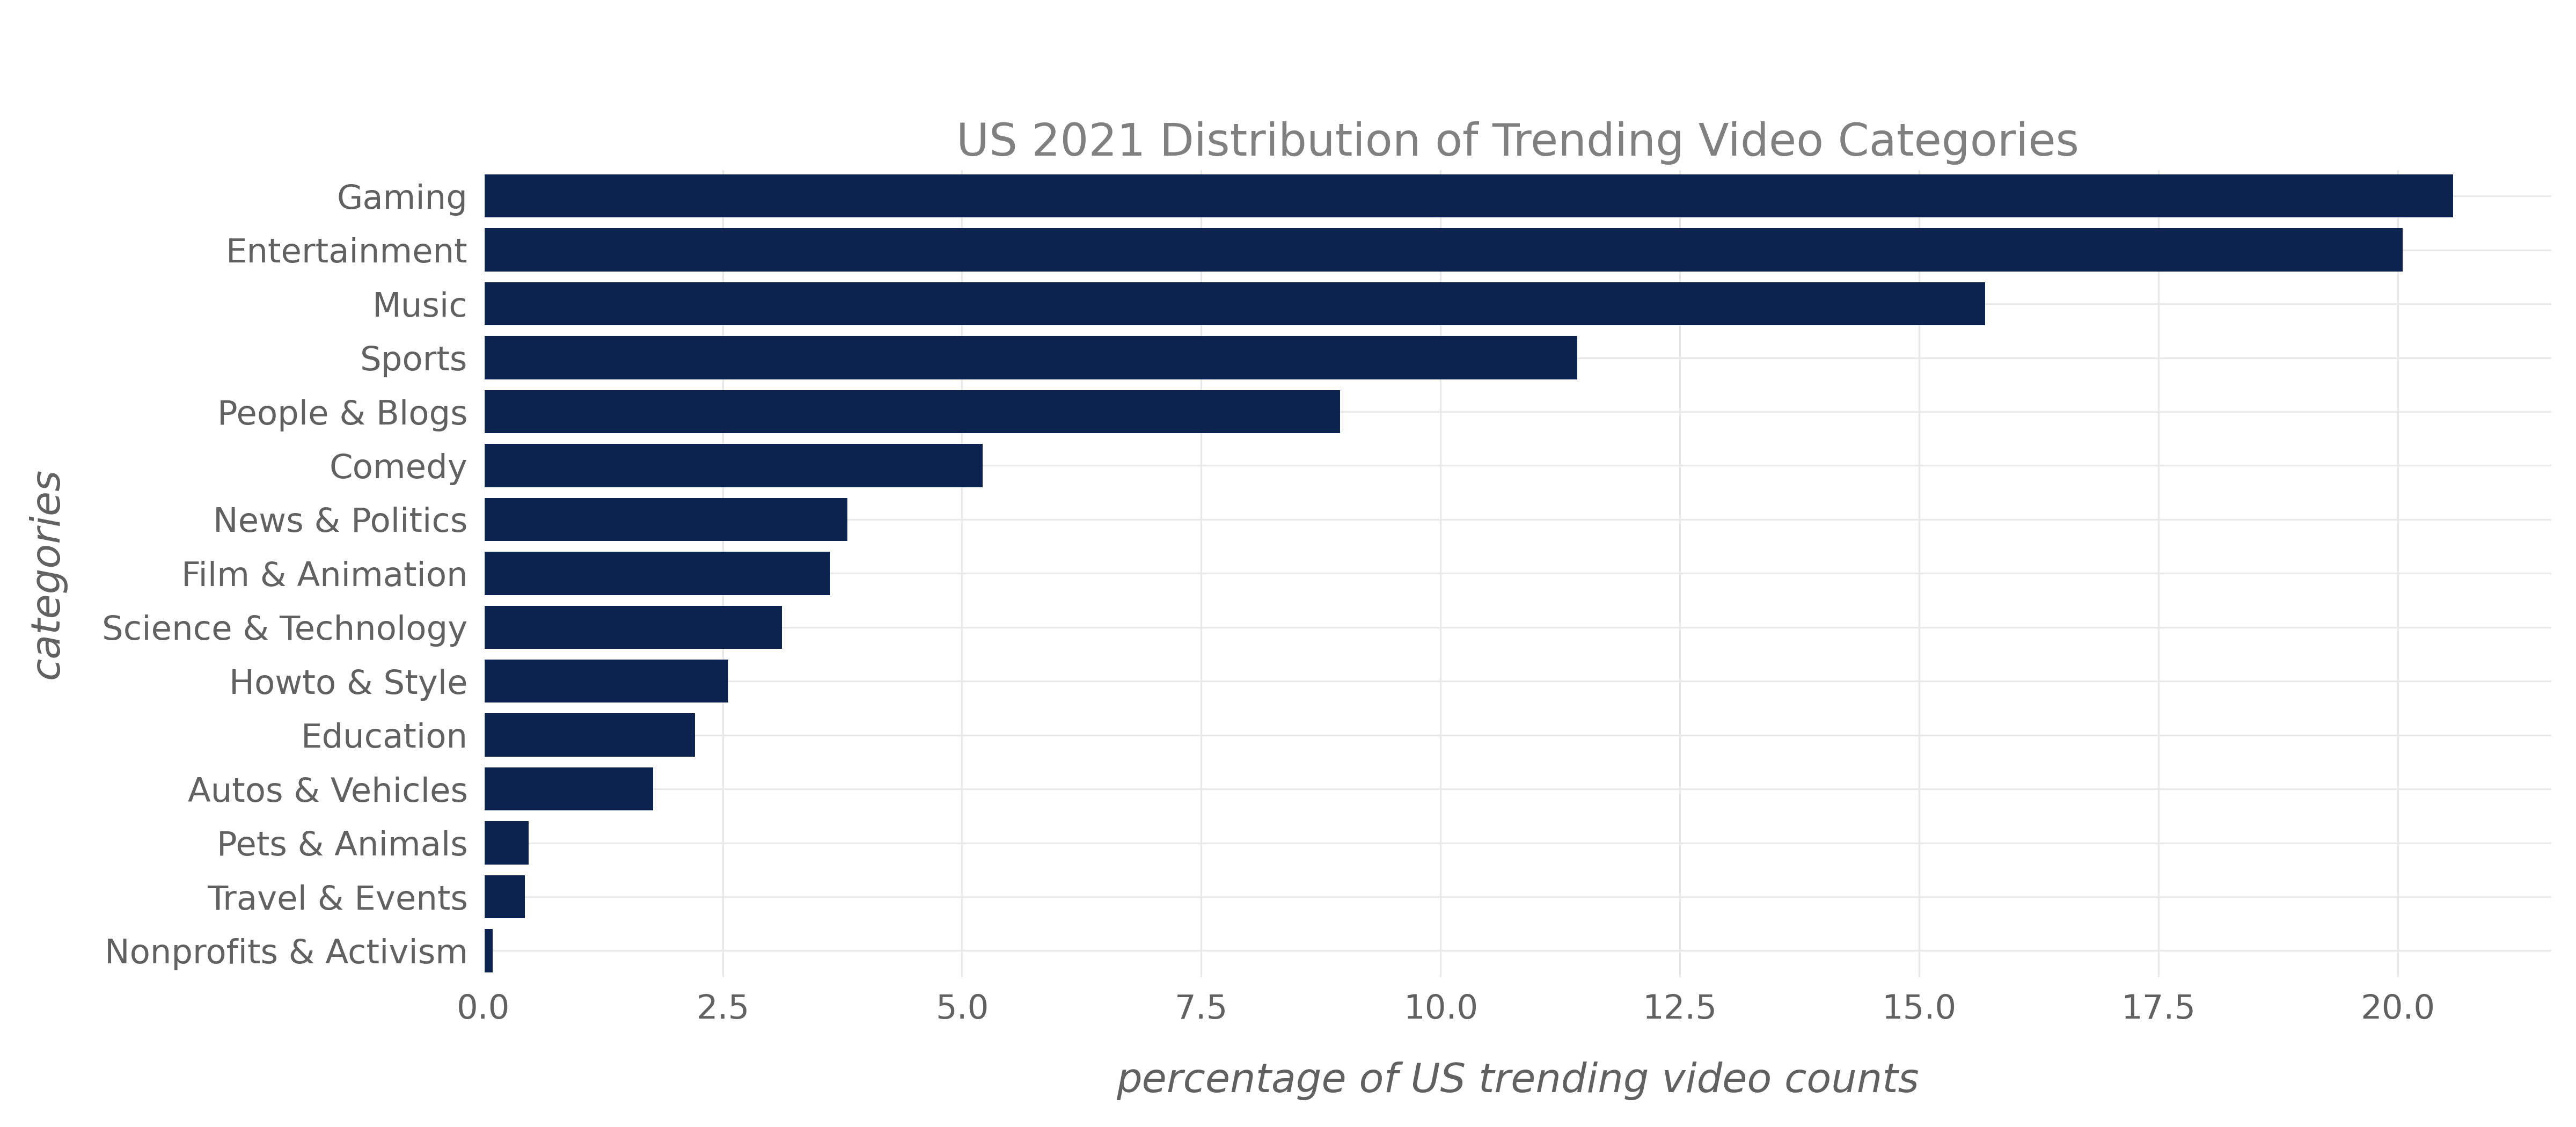 US 2021 Distribution of Trending Video Categories
Gaming
Entertainment
Music
Sports
People & Blogs
Comedy
News & Politics
Film & Animation
Science & Technology
Howto & Style
Education
Autos & Vehicles
Pets & Animals
Travel & Events
Nonprofits & Activism
categories
0.0 2.5 5.0 7.5 10.0 12.5 15.0 17.5 20.0
percentage of US trending video counts